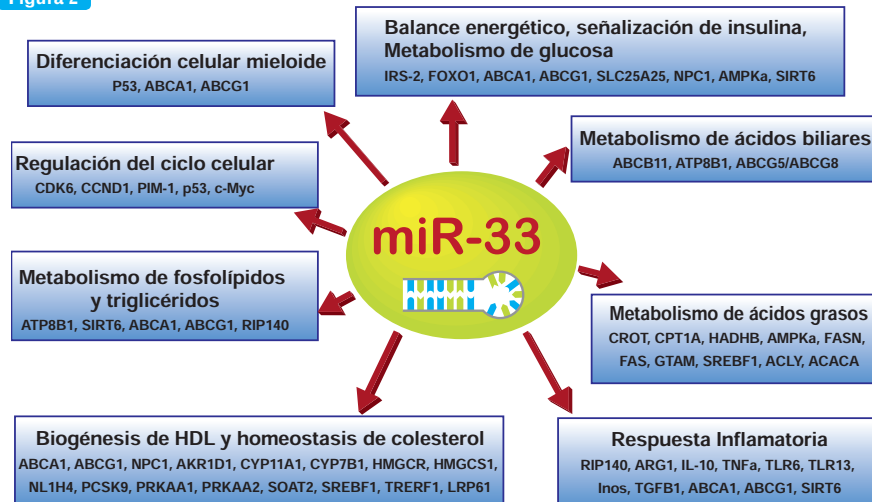 Figura 2
Balance energético, señalización de insulina,
Metabolismo de glucosa
IRS-2, FOXO1, ABCA1, ABCG1, SLC25A25, NPC1, AMPKa, SIRT6
Diferenciación celular mieloide
P53, ABCA1, ABCG1
Metabolismo de ácidos biliares
ABCB11, ATP8B1, ABCG5/ABCG8
Regulación del ciclo celular
CDK6, CCND1, PIM-1, p53, c-Myc
miR-33
Metabolismo de fosfolípidos
y triglicéridos
ATP8B1, SIRT6, ABCA1, ABCG1, RIP140
Metabolismo de ácidos grasos
CROT, CPT1A, HADHB, AMPKa, FASN,
FAS, GTAM, SREBF1, ACLY, ACACA
Biogénesis de HDL y homeostasis de colesterol
ABCA1, ABCG1, NPC1, AKR1D1, CYP11A1, CYP7B1, HMGCR, HMGCS1,
NL1H4, PCSK9, PRKAA1, PRKAA2, SOAT2, SREBF1, TRERF1, LRP61
Respuesta Inflamatoria
RIP140, ARG1, IL-10, TNFa, TLR6, TLR13,
Inos, TGFB1, ABCA1, ABCG1, SIRT6